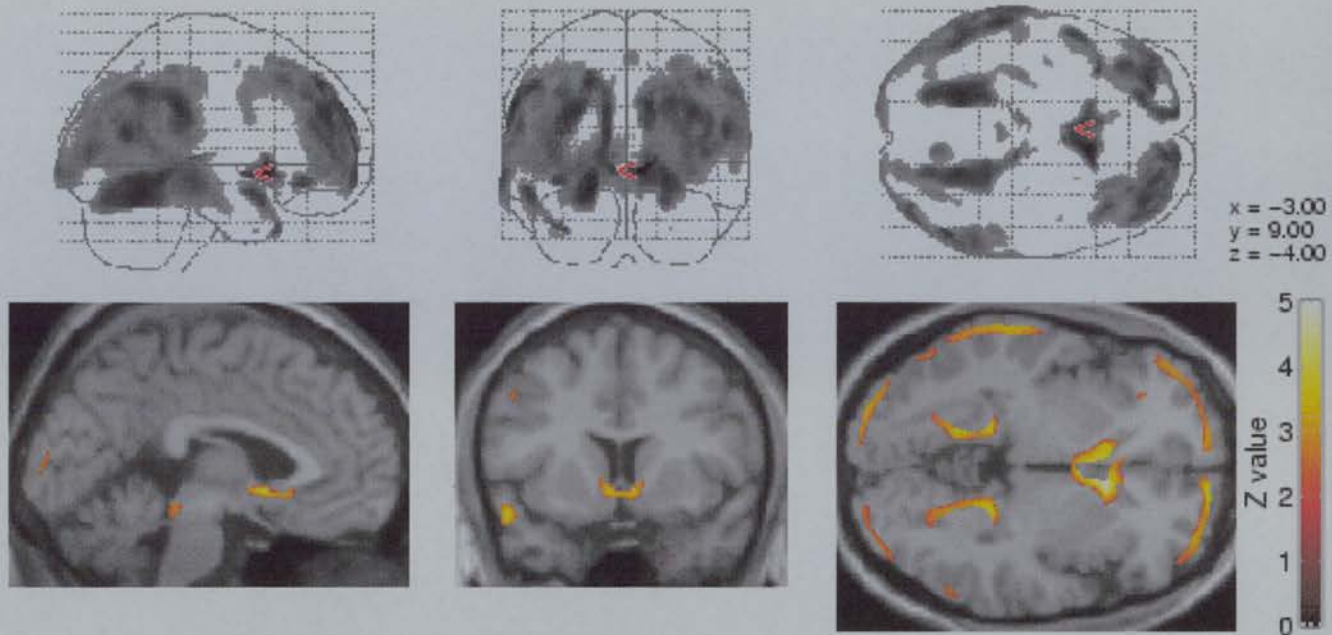 x = −3.00
y = 9.00
z = −4.00
5
4
3
2
1
0
Z value